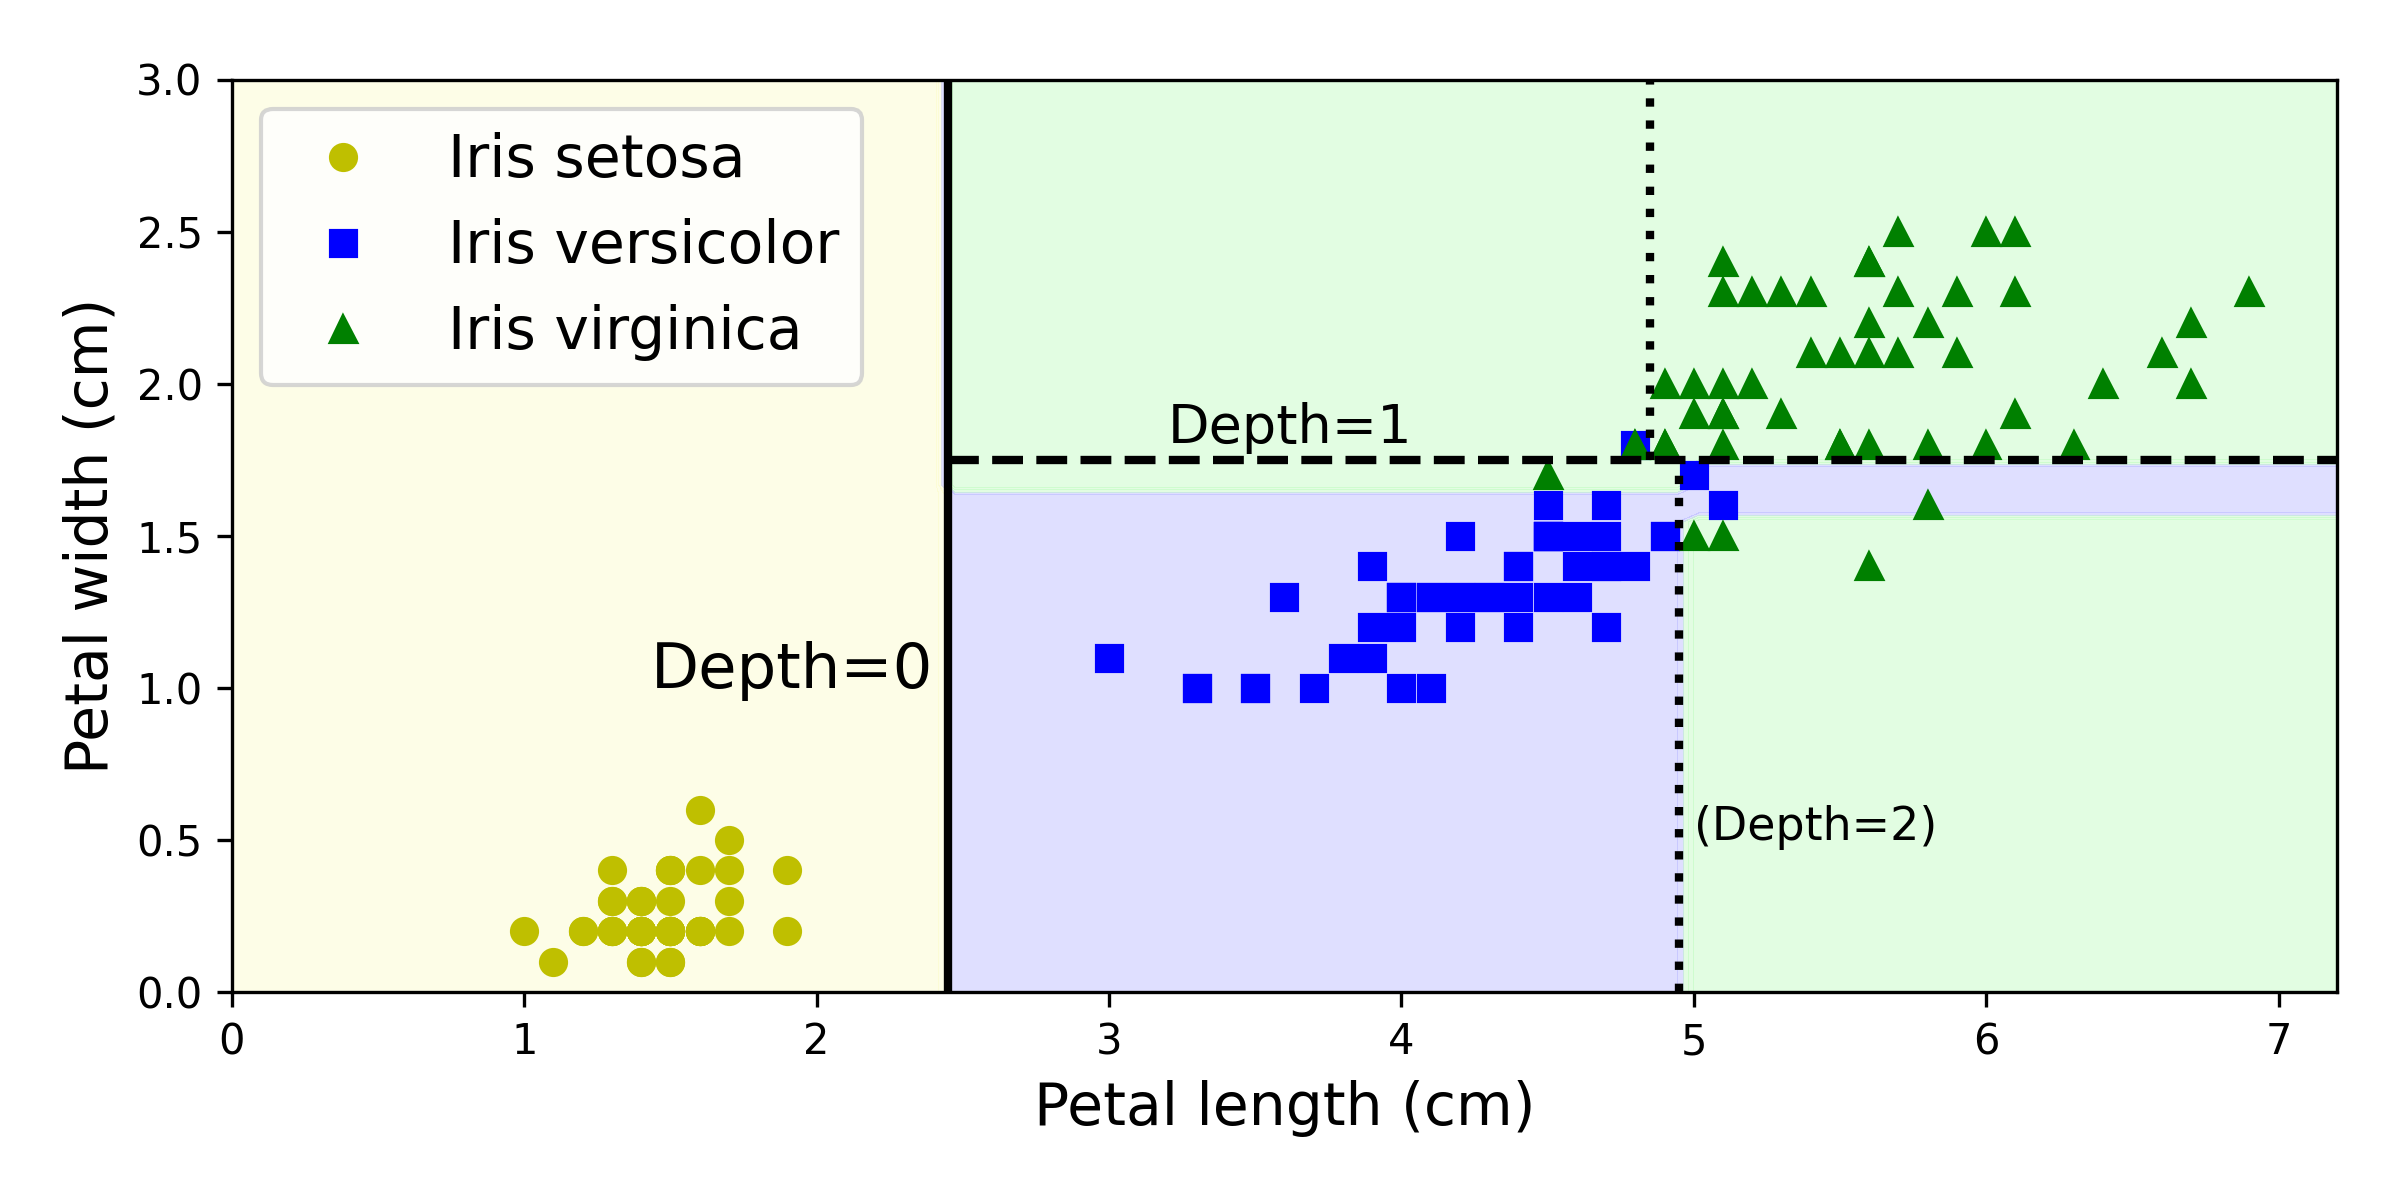 3.0
2.5
2.0
1.5
1.0
0.5
0.0
Petal width (cm)
Iris setosa
Iris versicolor
Iris virginica
Depth=1
Depth=0
(Depth=2)
0 1 2 3 4 5 6 7
Petal length (cm)